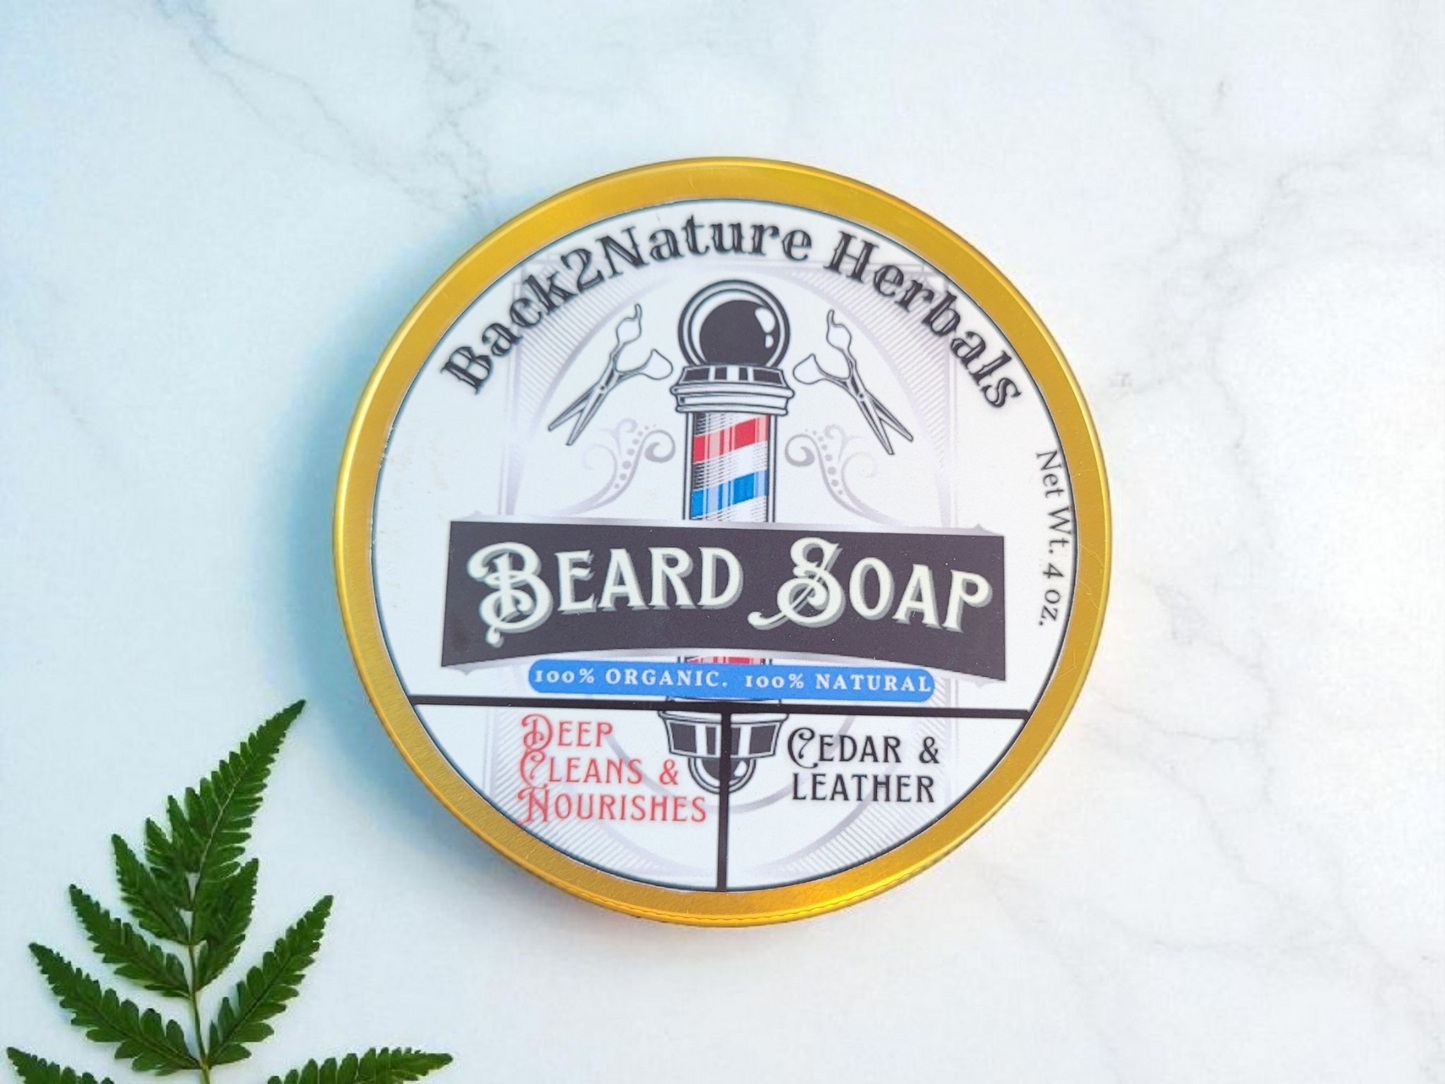 Back2Nature Herbals
Net Wt. 4 oz.
BEARD SOAP
100% ORGANIC. 100% NATURAL
DEEP
CLEANS &
NOURISHES
CEDAR &
LEATHER